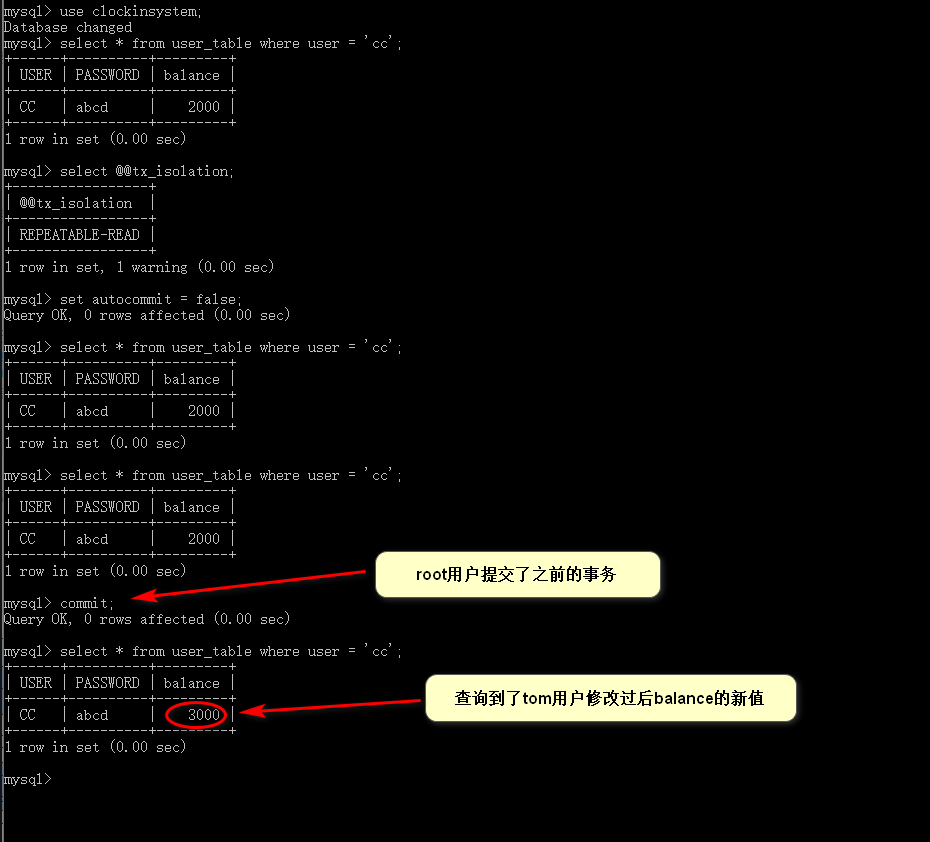 mysql> use clockinsystem;
Database changed
mysql> select * from user_table where user = 'cc';
+------+----------+---------+
| USER | PASSWORD | balance |
+------+----------+---------+
| CC   | abcd     |    2000 |
+------+----------+---------+
1 row in set (0.00 sec)

mysql> select @@tx_isolation;
+-----------------+
| @@tx_isolation  |
+-----------------+
| REPEATABLE-READ |
+-----------------+
1 row in set, 1 warning (0.00 sec)

mysql> set autocommit = false;
Query OK, 0 rows affected (0.00 sec)

mysql> select * from user_table where user = 'cc';
+------+----------+---------+
| USER | PASSWORD | balance |
+------+----------+---------+
| CC   | abcd     |    2000 |
+------+----------+---------+
1 row in set (0.00 sec)

mysql> select * from user_table where user = 'cc';
+------+----------+---------+
| USER | PASSWORD | balance |
+------+----------+---------+
| CC   | abcd     |    2000 |
+------+----------+---------+
1 row in set (0.00 sec)
root用户提交了之前的事务

mysql> commit;
Query OK, 0 rows affected (0.00 sec)

mysql> select * from user_table where user = 'cc';
+------+----------+---------+
| USER | PASSWORD | balance |
+------+----------+---------+
查询到了tom用户修改过后balance的新值
| CC   | abcd     |    3000 |
+------+----------+---------+
1 row in set (0.00 sec)

mysql>